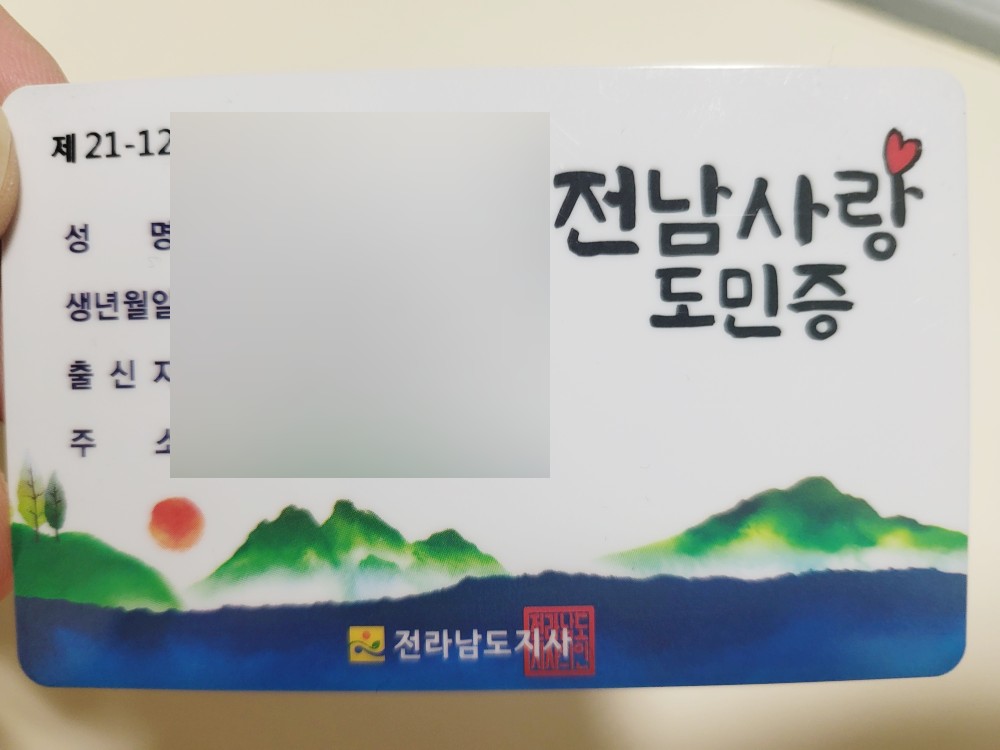 제 21-12
전남사랑
도민증
성 명
생년월일
출 신 지
주 소
전라남도지사